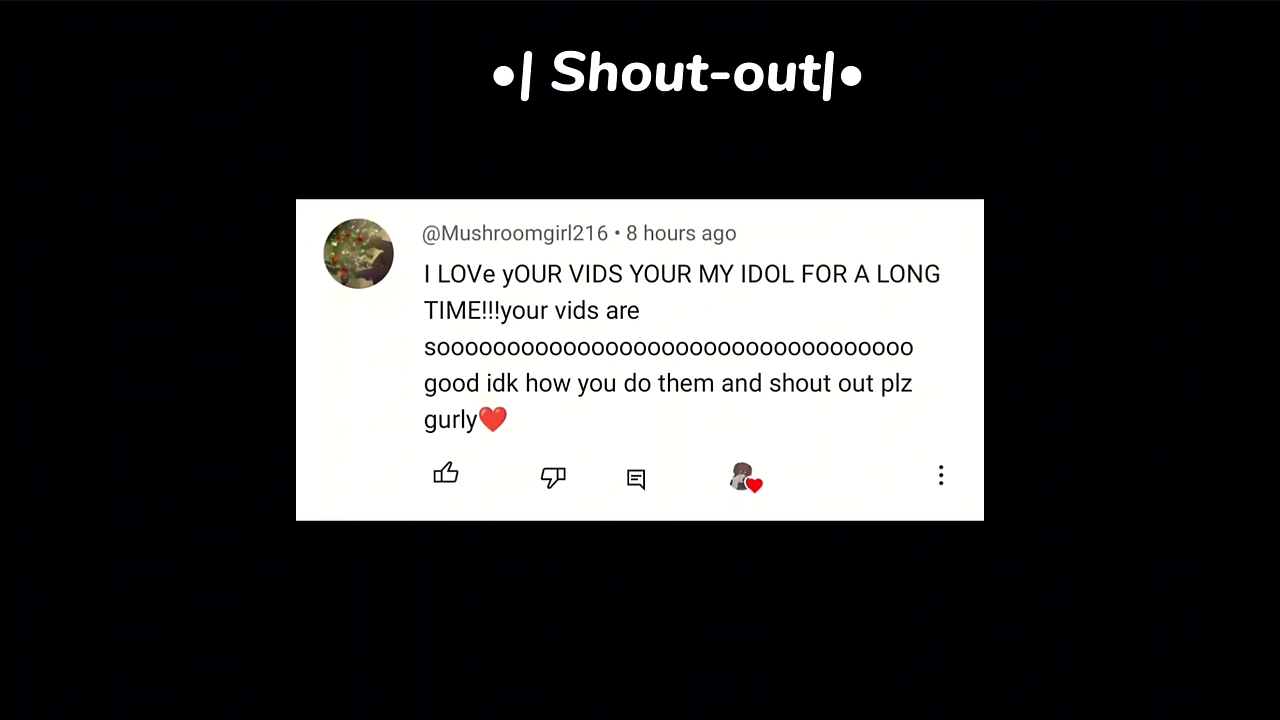 •| Shout-out|•
@Mushroomgirl216 • 8 hours ago
I LOVe yOUR VIDS YOUR MY IDOL FOR A LONG
TIME!!!your vids are
soooooooooooooooooooooooooooooooooo
good idk how you do them and shout out plz
gurly❤️